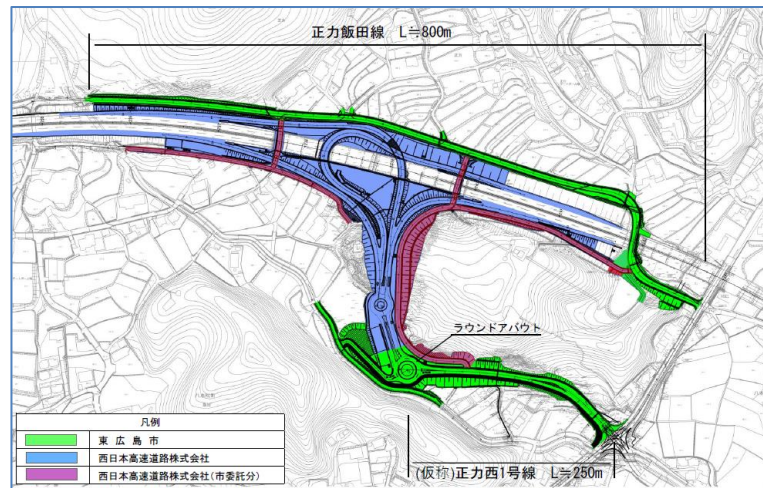 正力飯田線 L≒800m
ラウンドアバウト
凡例
東広島市
西日本高速道路株式会社
西日本高速道路株式会社(市委託分)
(仮称)正力西1号線 L≒250m